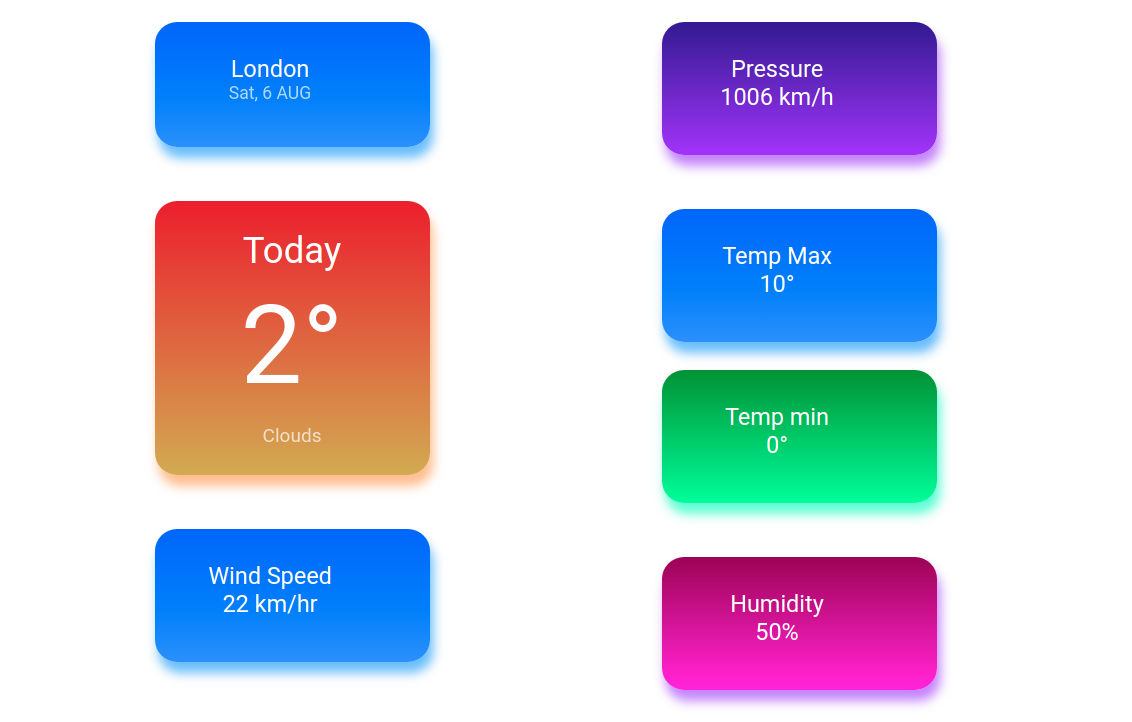 London
Sat, 6 AUG
Today
2°
Clouds
Wind Speed
22 km/hr
Pressure
1006 km/h
Temp Max
10°
Temp min
0°
Humidity
50%